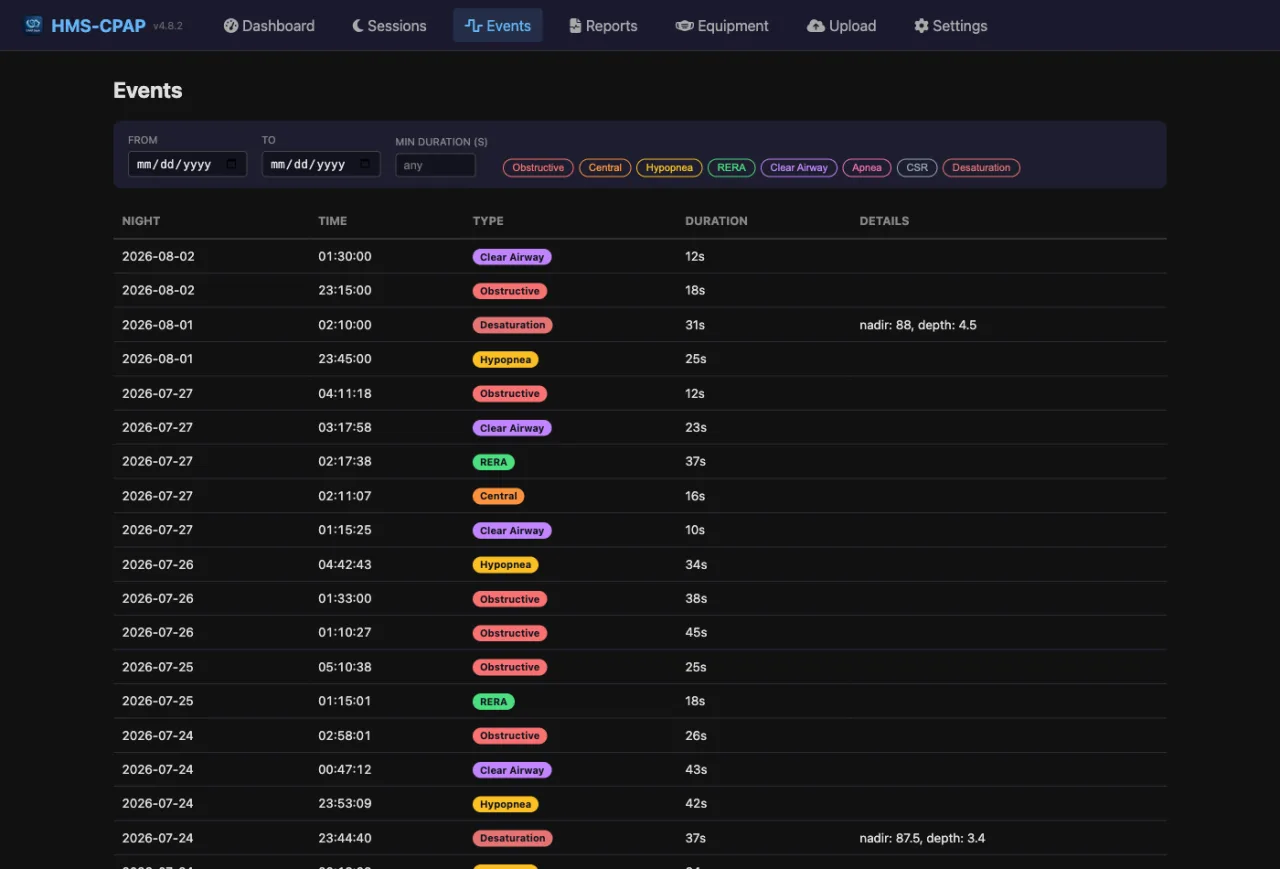 HMS-CPAP v4.8.2 Dashboard Sessions Events Reports Equipment Upload Settings
Events
FROM TO MIN DURATION (S)
mm/dd/yyyy mm/dd/yyyy any Obstructive Central Hypopnea RERA Clear Airway Apnea CSR Desaturation
NIGHT TIME TYPE DURATION DETAILS
2026-08-02 01:30:00 Clear Airway 12s
2026-08-02 23:15:00 Obstructive 18s
2026-08-01 02:10:00 Desaturation 31s nadir: 88, depth: 4.5
2026-08-01 23:45:00 Hypopnea 25s
2026-07-27 04:11:18 Obstructive 12s
2026-07-27 03:17:58 Clear Airway 23s
2026-07-27 02:17:38 RERA 37s
2026-07-27 02:11:07 Central 16s
2026-07-27 01:15:25 Clear Airway 10s
2026-07-26 04:42:43 Hypopnea 34s
2026-07-26 01:33:00 Obstructive 38s
2026-07-26 01:10:27 Obstructive 45s
2026-07-25 05:10:38 Obstructive 25s
2026-07-25 01:15:01 RERA 18s
2026-07-24 02:58:01 Obstructive 26s
2026-07-24 00:47:12 Clear Airway 43s
2026-07-24 23:53:09 Hypopnea 42s
2026-07-24 23:44:40 Desaturation 37s nadir: 87.5, depth: 3.4